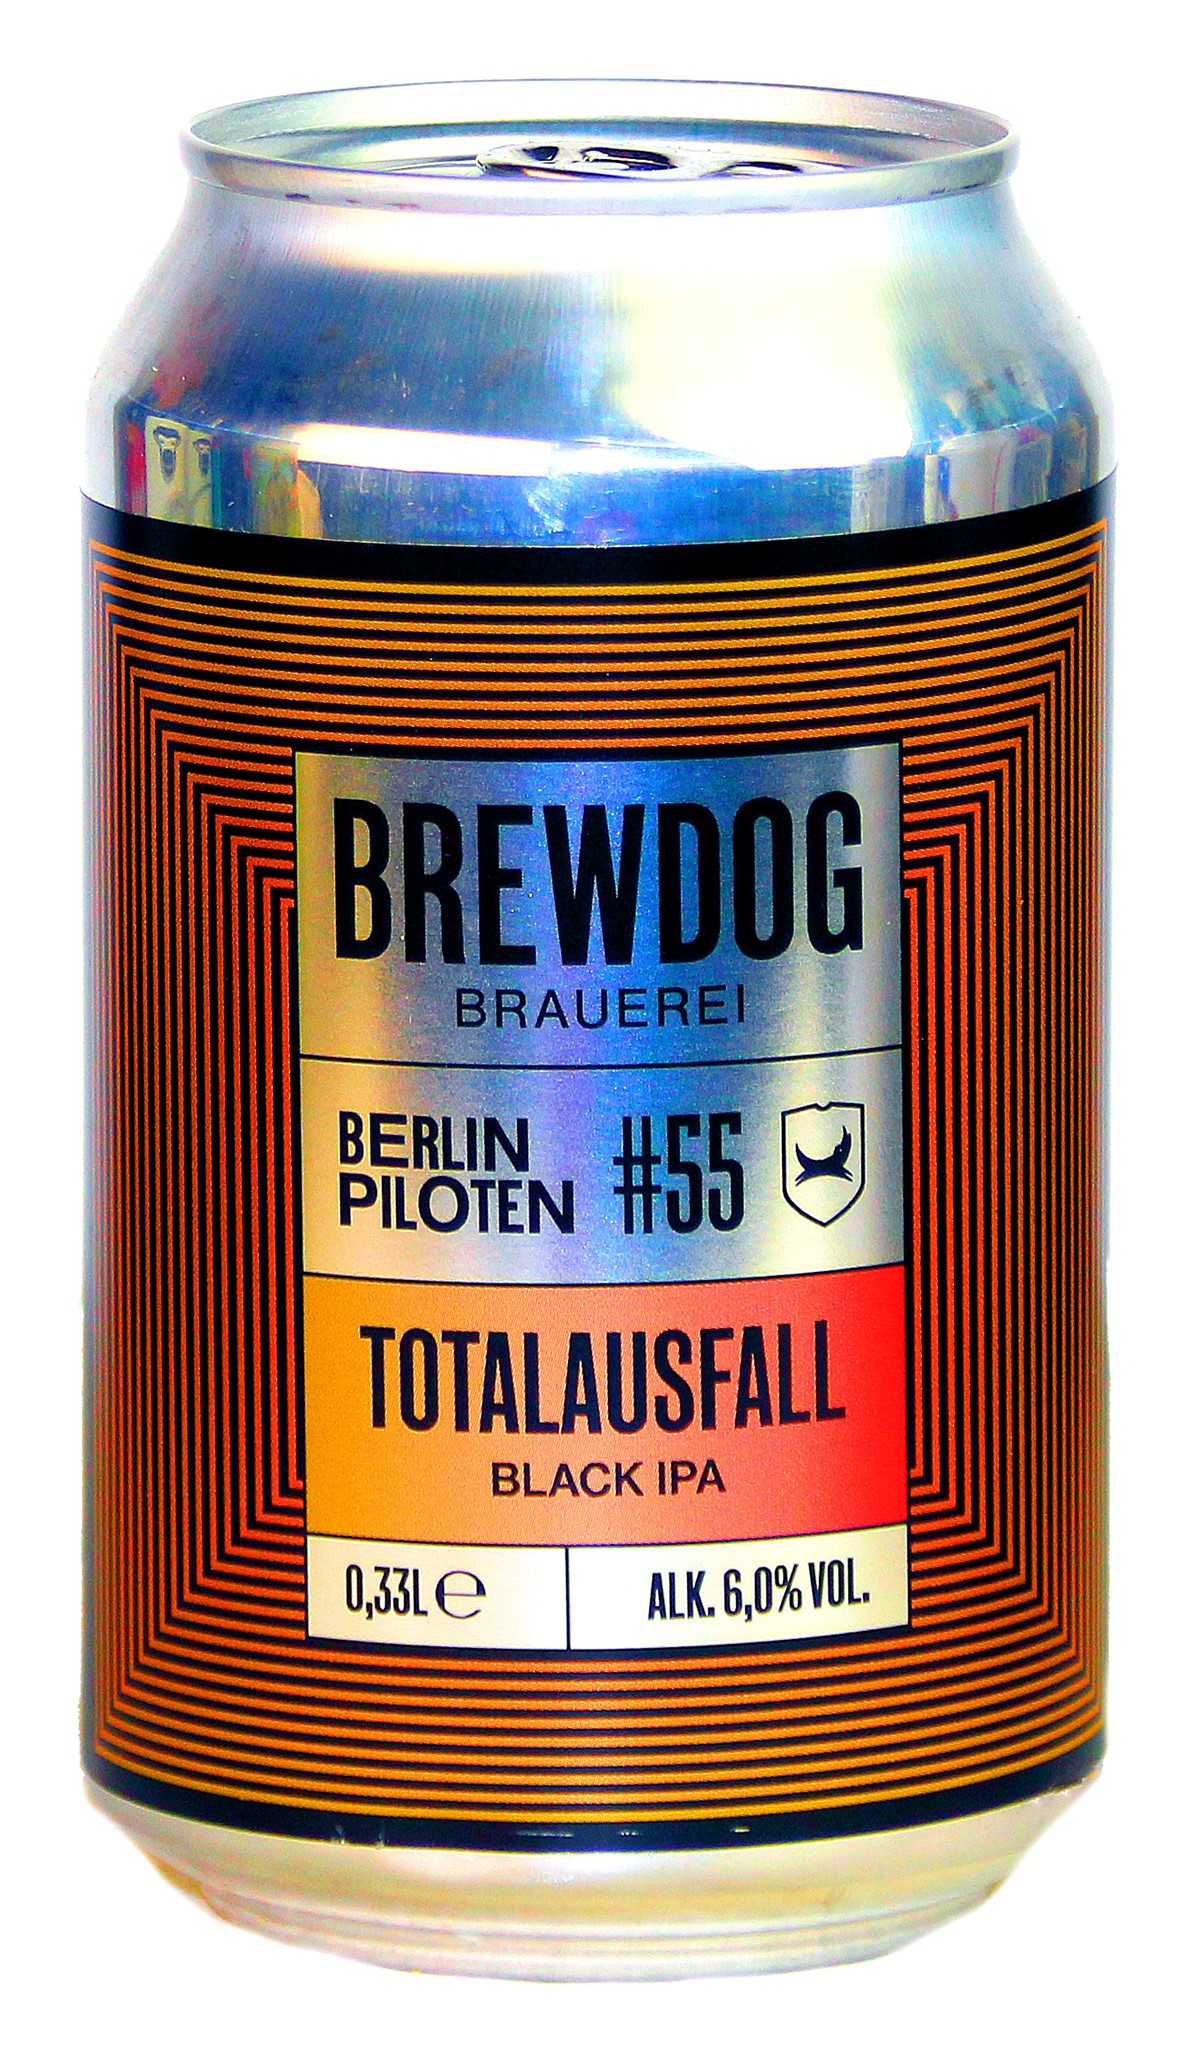 BREWDOG
BRAUEREI
BERLIN
PILOTEN
#55
TOTALAUSFALL
BLACK IPA
0,33L ℮
ALK. 6,0% VOL.